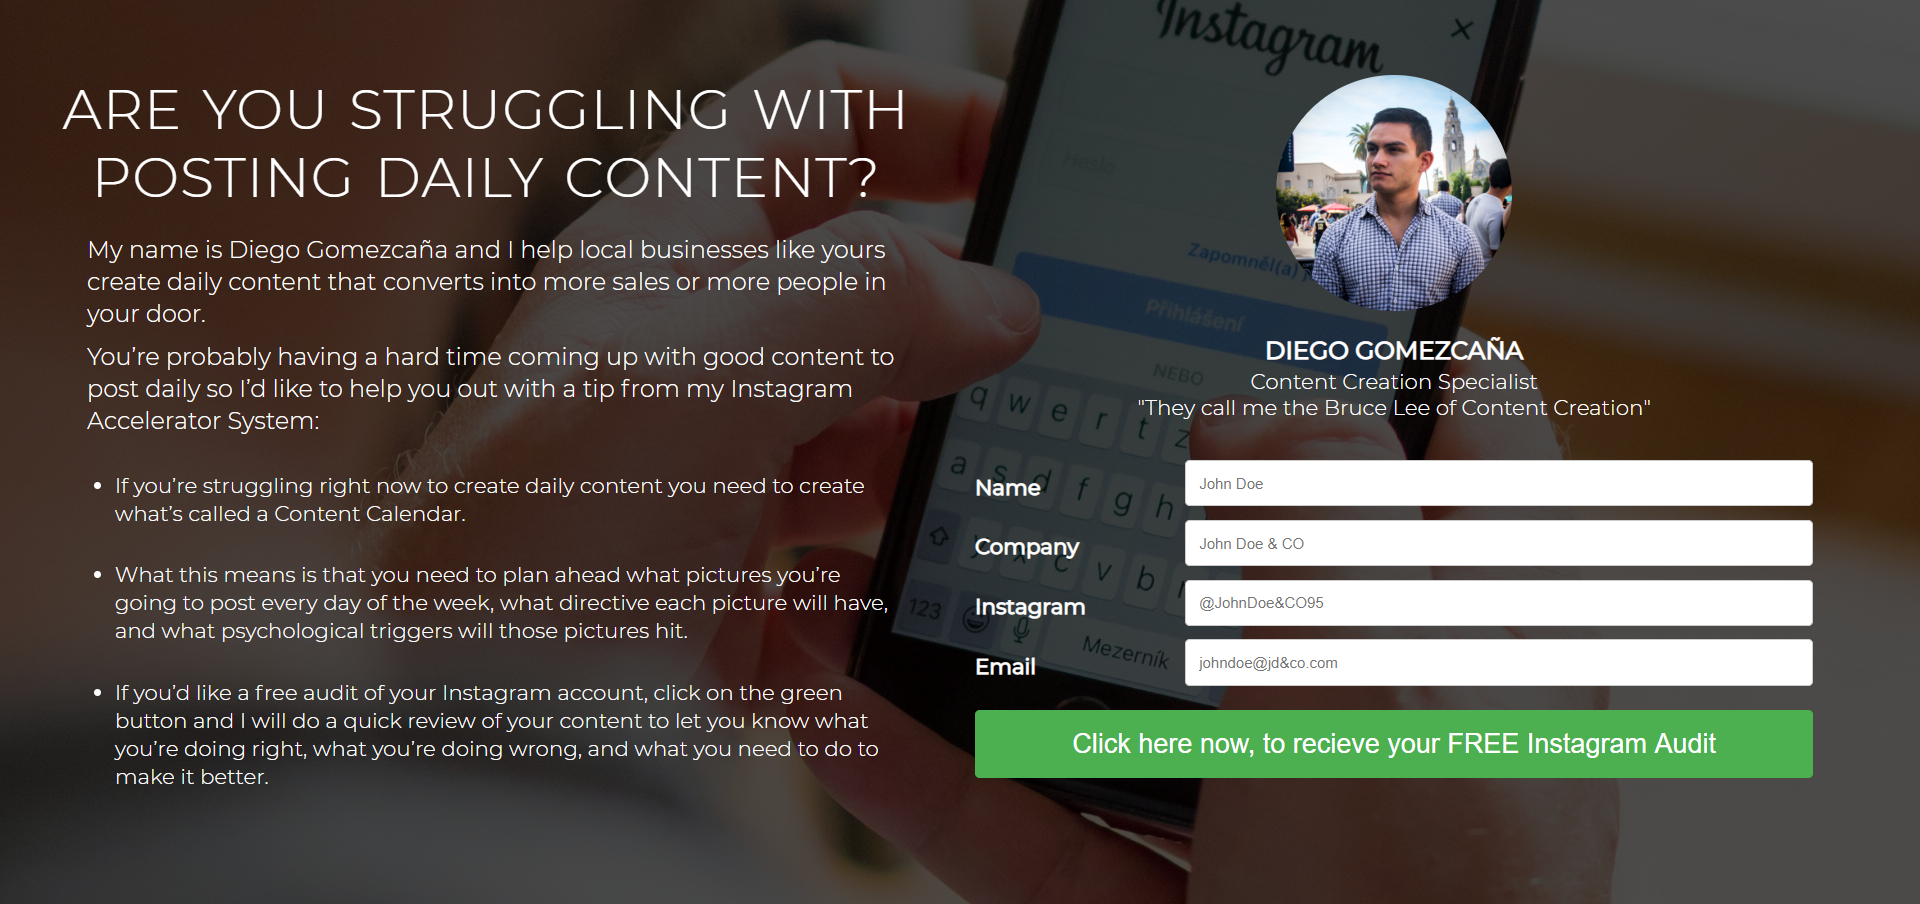 ARE YOU STRUGGLING WITH
POSTING DAILY CONTENT?
My name is Diego Gomezcaña and I help local businesses like yours
create daily content that converts into more sales or more people in
your door.
You’re probably having a hard time coming up with good content to
post daily so I’d like to help you out with a tip from my Instagram
Accelerator System:
If you’re struggling right now to create daily content you need to create
what’s called a Content Calendar.
What this means is that you need to plan ahead what pictures you’re
going to post every day of the week, what directive each picture will have,
and what psychological triggers will those pictures hit.
If you’d like a free audit of your Instagram account, click on the green
button and I will do a quick review of your content to let you know what
you’re doing right, what you’re doing wrong, and what you need to do to
make it better.
Instagram
Heslo
Zapomněl(a)
Přihlášení
NEBO
q w e r t z
a s d f g h
y x c v b
123
Mezerník
DIEGO GOMEZCAÑA
Content Creation Specialist
"They call me the Bruce Lee of Content Creation"
Name
John Doe
Company
John Doe & CO
Instagram
@JohnDoe&CO95
Email
johndoe@jd&co.com
Click here now, to recieve your FREE Instagram Audit